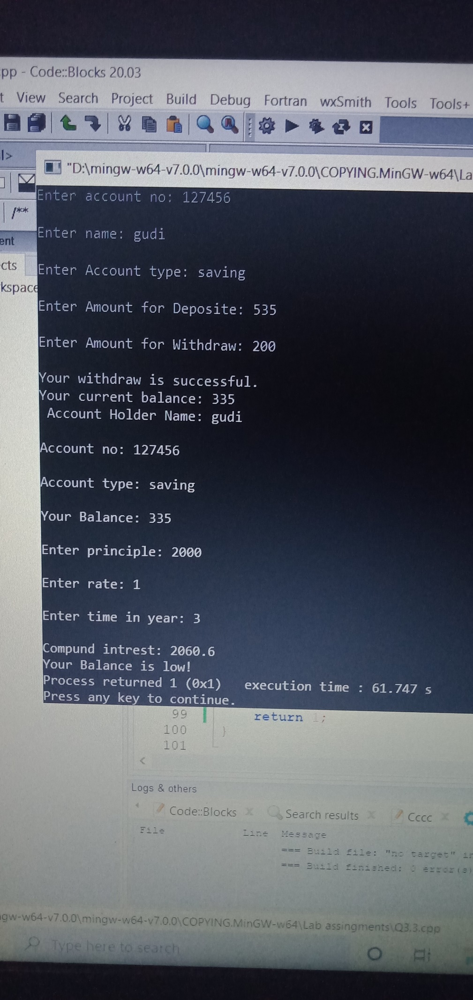 pp - Code::Blocks 20.03
t View Search Project Build Debug Fortran wxSmith Tools Tools+
l>
"D:\mingw-w64-v7.0.0\mingw-w64-v7.0.0\COPYING.MinGW-w64\La
/**
ent
cts
kspace
Enter account no: 127456
Enter name: gudi
Enter Account type: saving
Enter Amount for Deposite: 535
Enter Amount for Withdraw: 200
Your withdraw is successful.
Your current balance: 335
Account Holder Name: gudi
Account no: 127456
Account type: saving
Your Balance: 335
Enter principle: 2000
Enter rate: 1
Enter time in year: 3
Compund intrest: 2060.6
Your Balance is low!
Process returned 1 (0x1) execution time : 61.747 s
Press any key to continue.
99 return 1;
100 }
101
Logs & others
Code::Blocks Search results Cccc
File Line Message
=== Build file: "no target" in
=== Build finished: 0 error(s)
gw-w64-v7.0.0\mingw-w64-v7.0.0\COPYING.MinGW-w64\Lab assingments\Q3.3.cpp
Type here to search